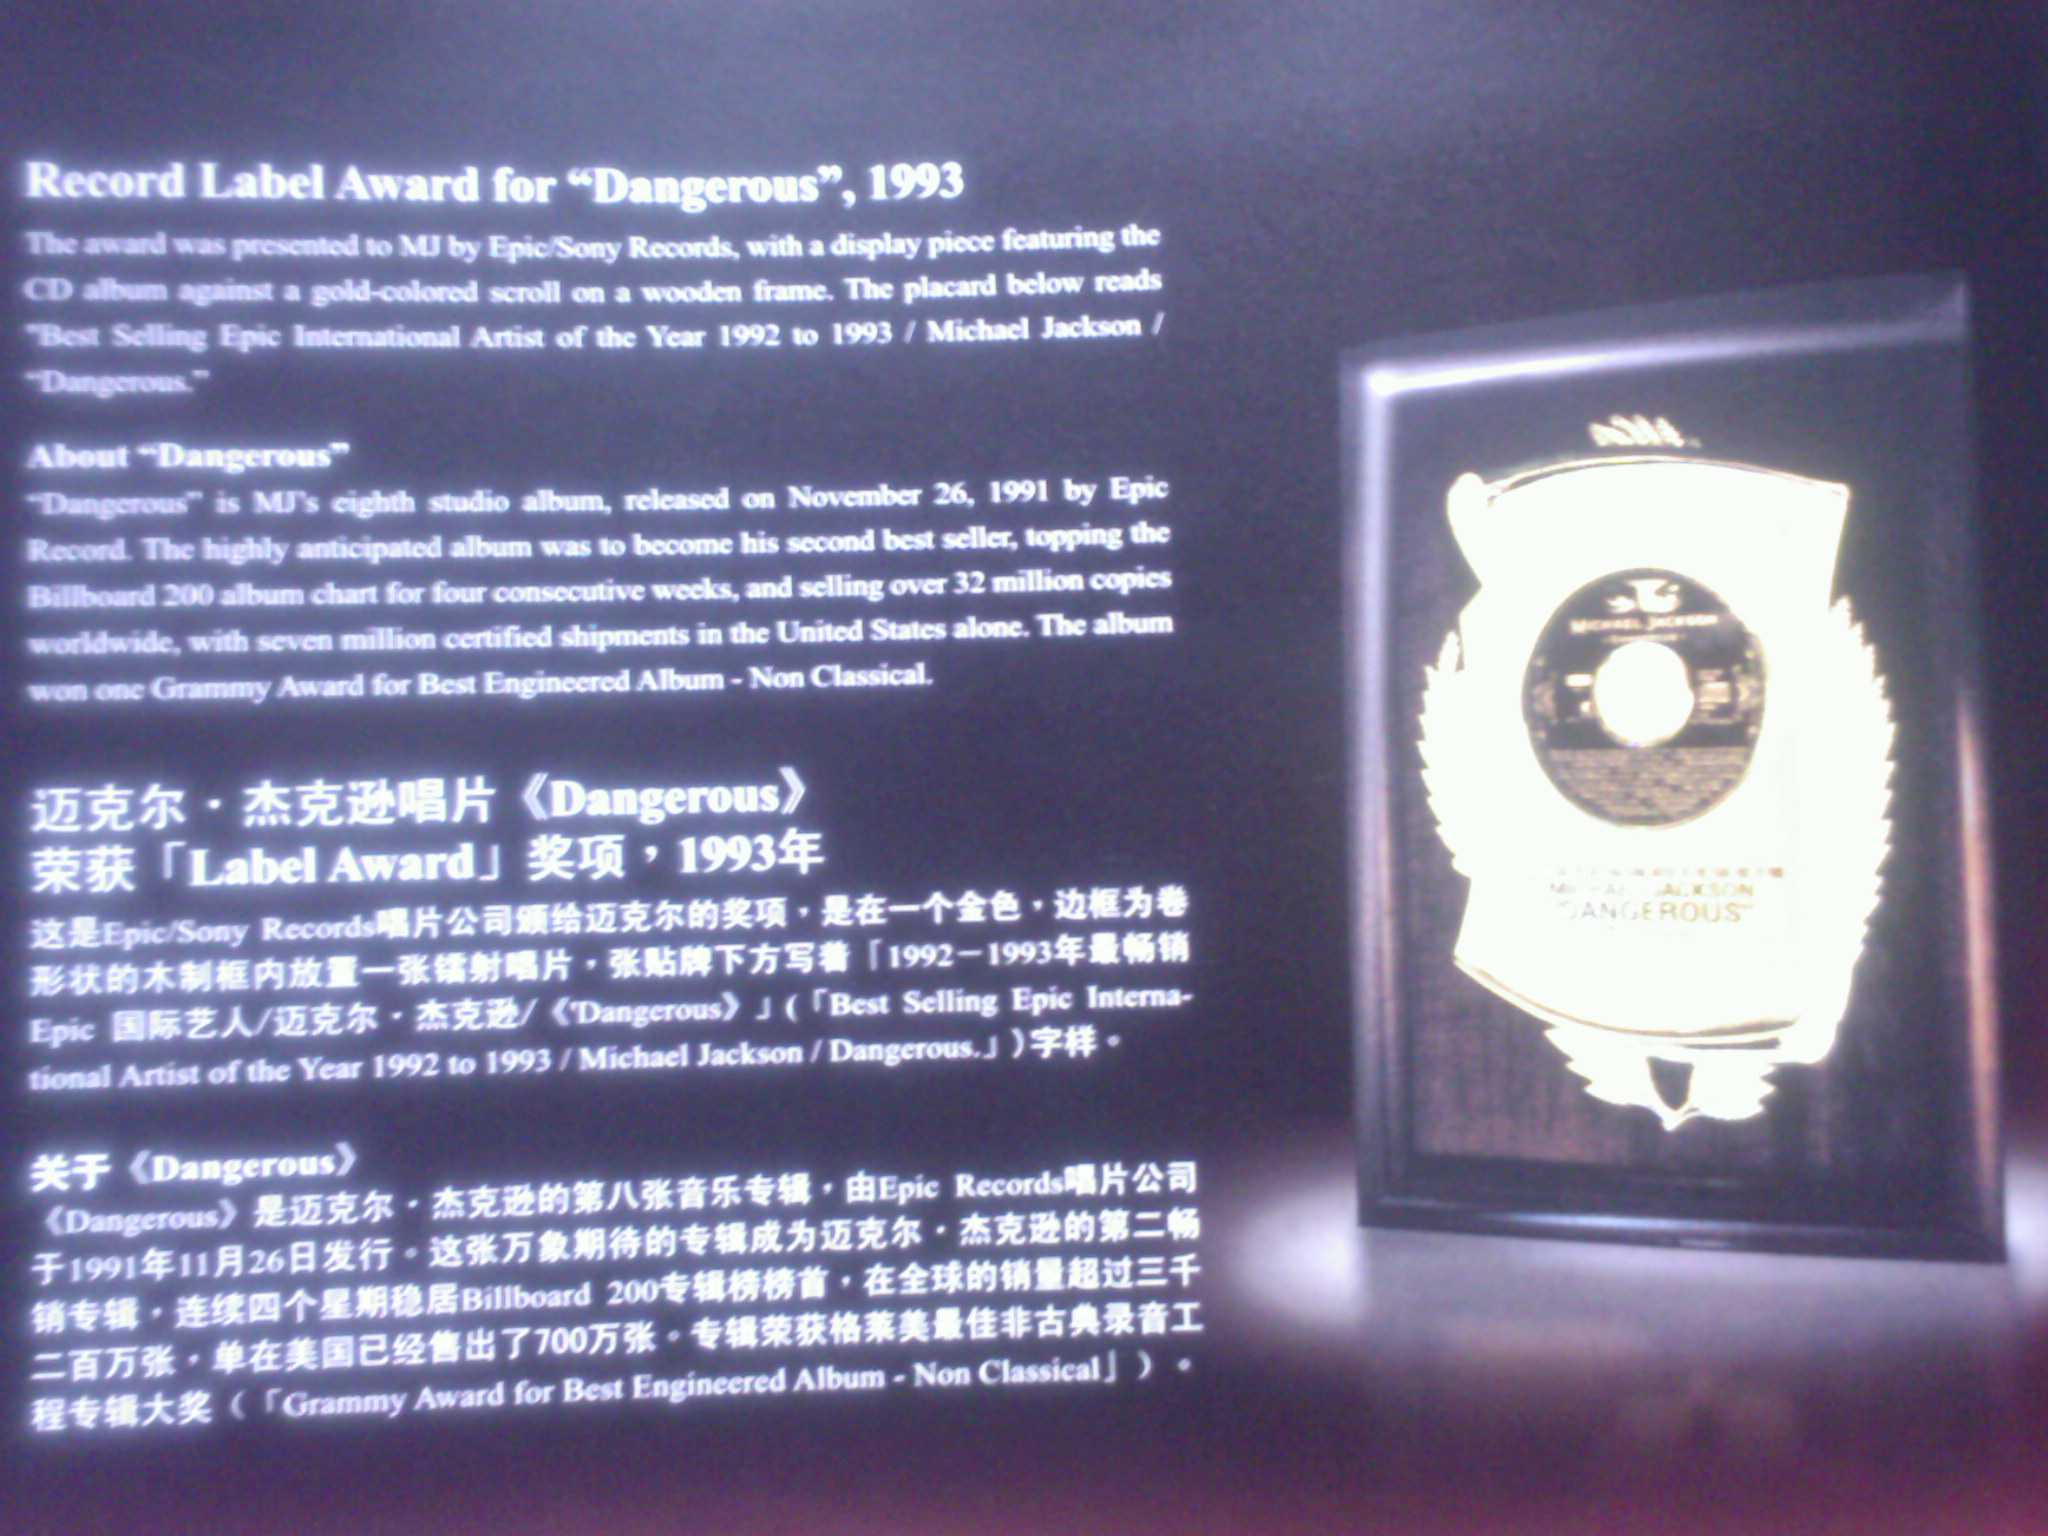 Record Label Award for “Dangerous”, 1993
The award was presented to MJ by Epic/Sony Records, with a display piece featuring the
CD album against a gold-colored scroll on a wooden frame. The placard below reads
"Best Selling Epic International Artist of the Year 1992 to 1993 / Michael Jackson /
“Dangerous.”
About “Dangerous”
“Dangerous” is MJ's eighth studio album, released on November 26, 1991 by Epic
Record. The highly anticipated album was to become his second best seller, topping the
Billboard 200 album chart for four consecutive weeks, and selling over 32 million copies
worldwide, with seven million certified shipments in the United States alone. The album
won one Grammy Award for Best Engineered Album - Non Classical.
迈克尔·杰克逊唱片《Dangerous》
荣获「Label Award」奖项，1993年
这是Epic/Sony Records唱片公司颁给迈克尔的奖项，是在一个金色，边框为卷
形状的木制框内放置一张镭射唱片，张贴牌下方写着「1992－1993年最畅销
Epic 国际艺人/迈克尔·杰克逊/《"Dangerous》」(「Best Selling Epic Interna-
tional Artist of the Year 1992 to 1993 / Michael Jackson / Dangerous.」)字样。
关于《Dangerous》
《Dangerous》是迈克尔·杰克逊的第八张音乐专辑，由Epic Records唱片公司
于1991年11月26日发行。这张万象期待的专辑成为迈克尔·杰克逊的第二畅
销专辑，连续四个星期稳居Billboard 200专辑榜榜首，在全球的销量超过三千
二百万张，单在美国已经售出了700万张。专辑荣获格莱美最佳非古典录音工
程专辑大奖（「Grammy Award for Best Engineered Album - Non Classical」）。
MICHAEL JACKSON
MICHAEL JACKSON
"DANGEROUS"